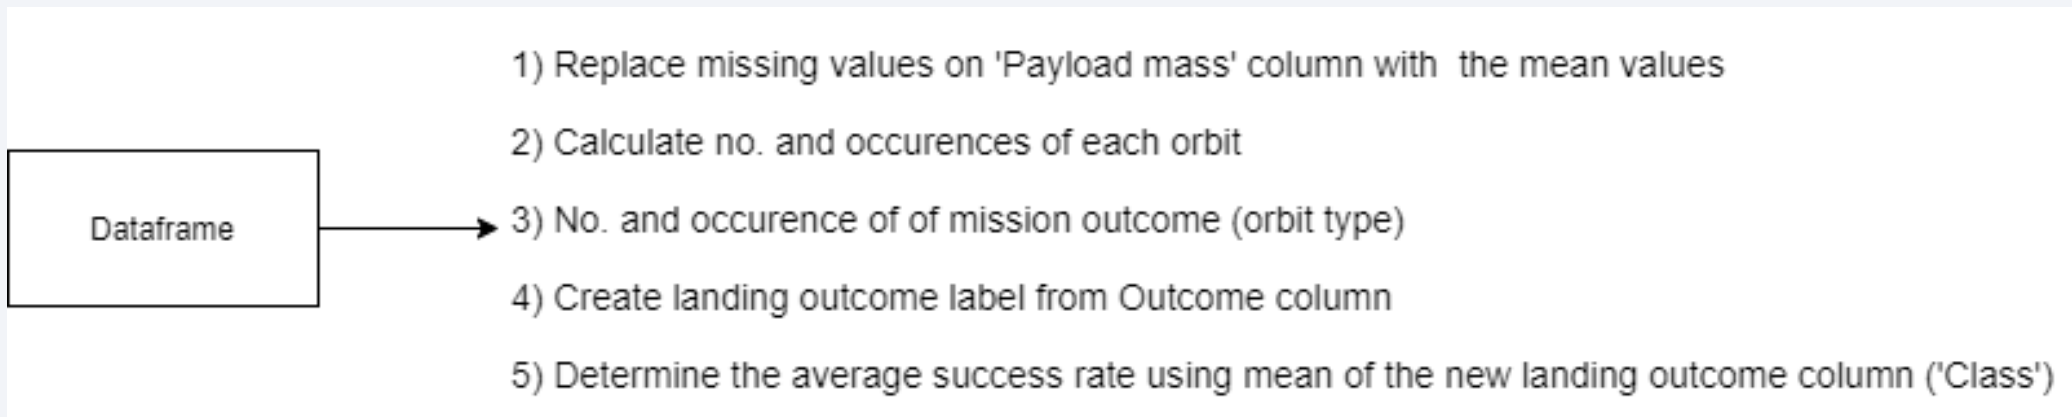 1) Replace missing values on 'Payload mass' column with  the mean values
2) Calculate no. and occurences of each orbit
Dataframe
3) No. and occurence of of mission outcome (orbit type)
4) Create landing outcome label from Outcome column
5) Determine the average success rate using mean of the new landing outcome column ('Class')